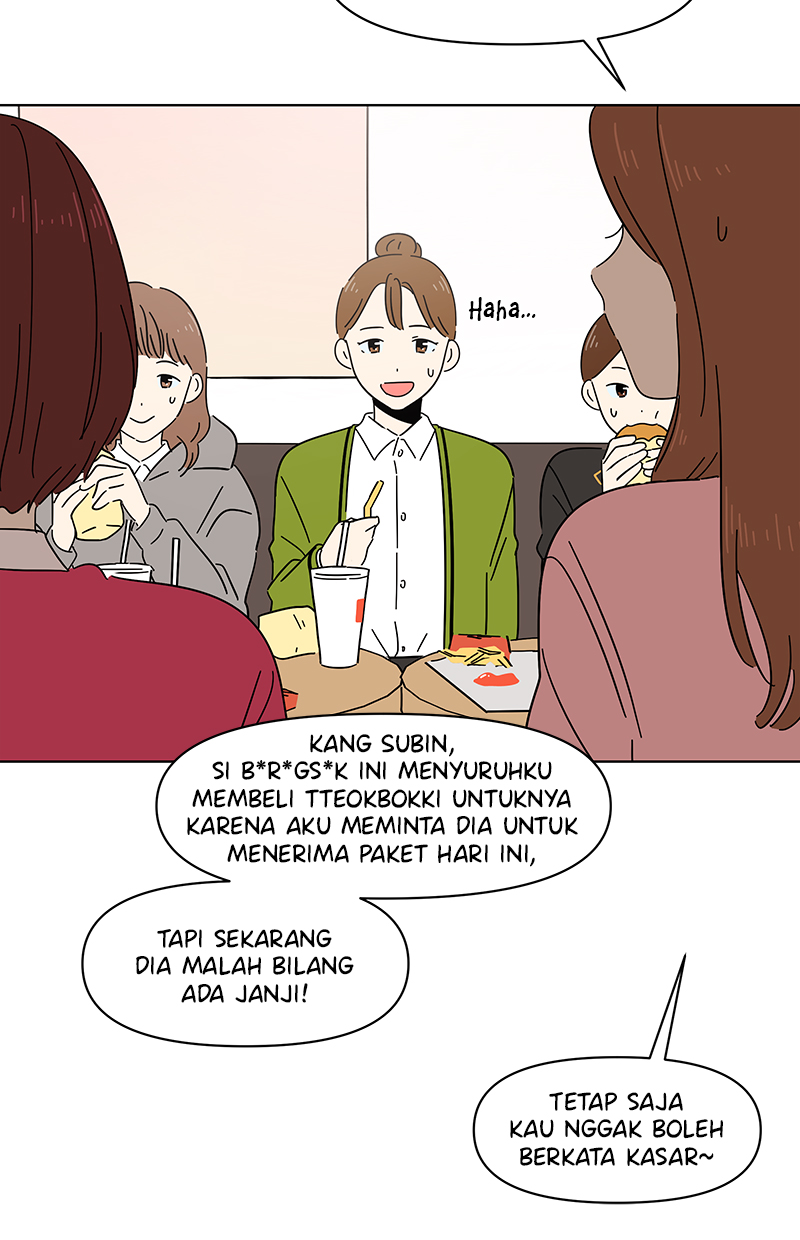 Haha...
KANG SUBIN,
SI B*R*GS*K INI MENYURUHKU
MEMBELI TTEOKBOKKI UNTUKNYA
KARENA AKU MEMINTA DIA UNTUK
MENERIMA PAKET HARI INI,
TAPI SEKARANG
DIA MALAH BILANG
ADA JANJI!
TETAP SAJA
KAU NGGAK BOLEH
BERKATA KASAR~